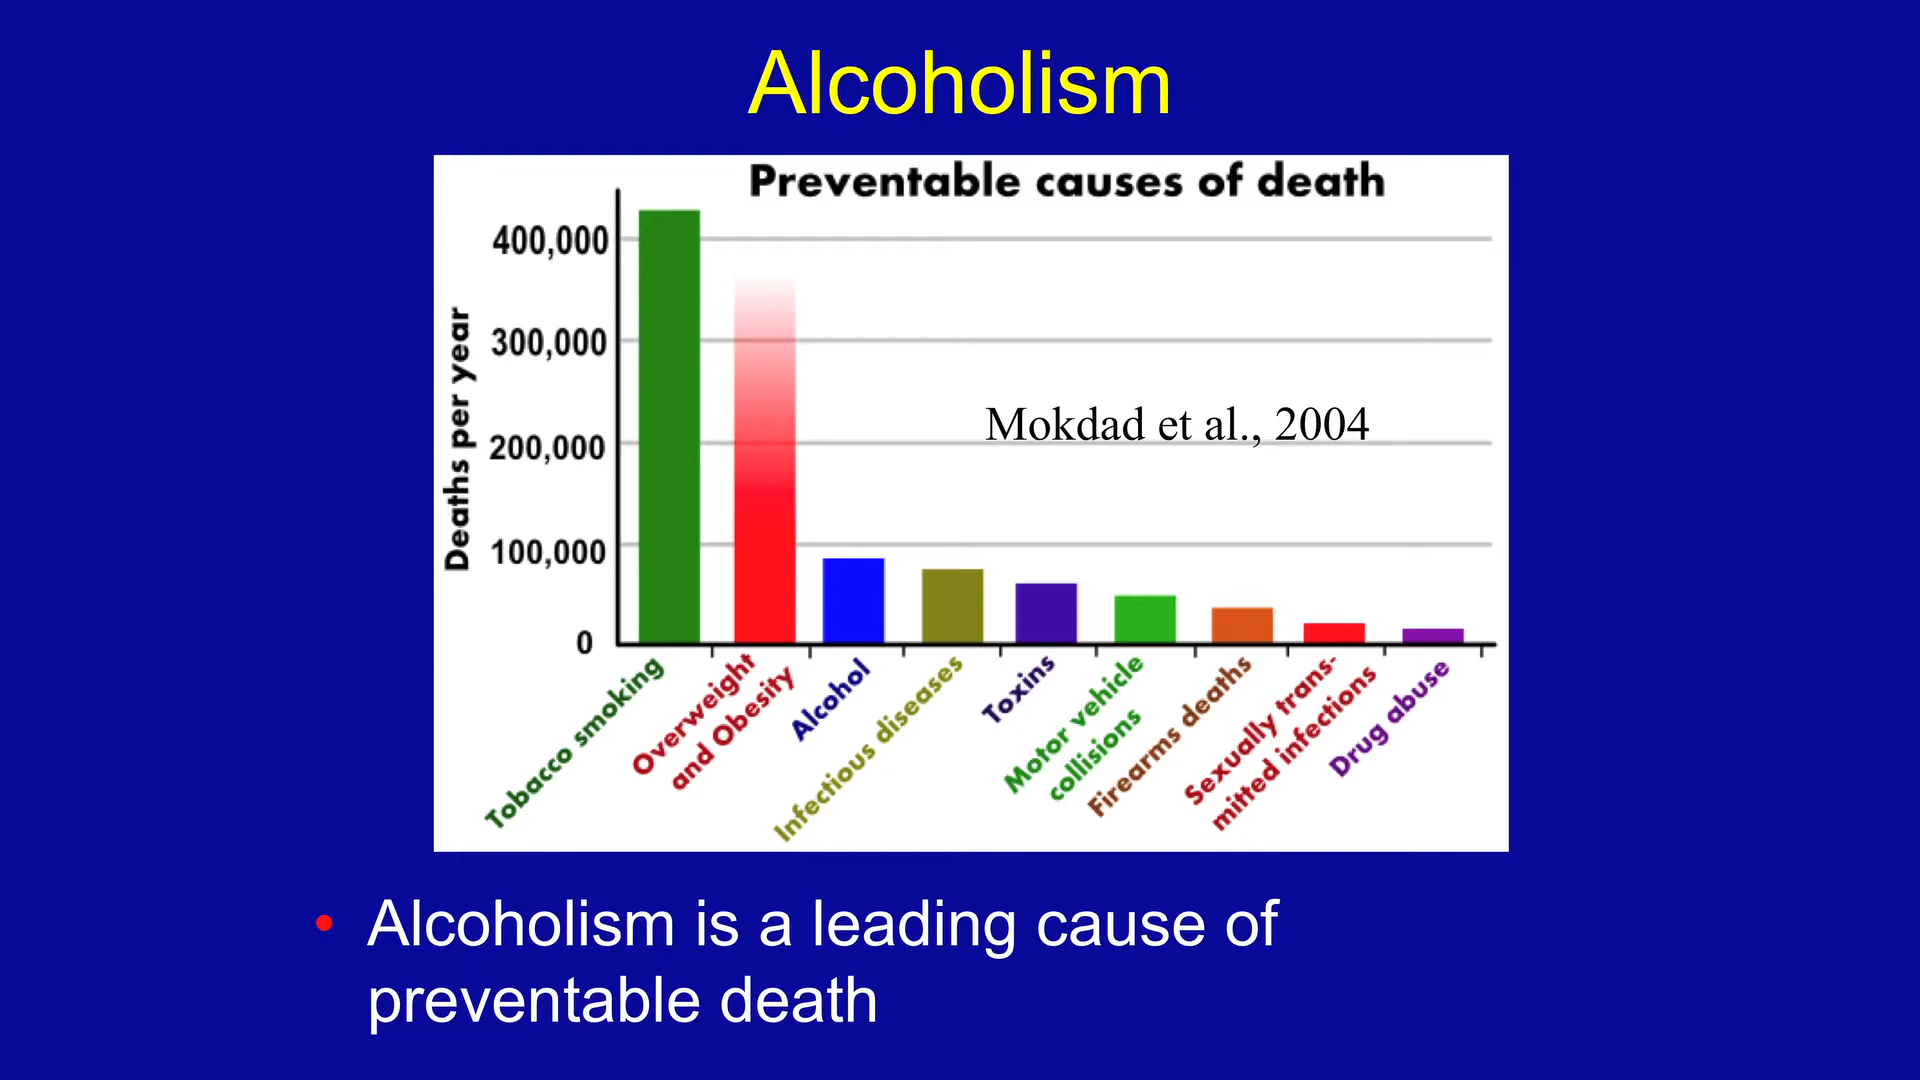 Alcoholism
Preventable causes of death
Deaths per year
400,000
300,000
200,000
100,000
0
Mokdad et al., 2004
Tobacco smoking
Overweight
and Obesity
Alcohol
Infectious diseases
Toxins
Motor vehicle
collisions
Firearms deaths
Sexually trans-
mitted infections
Drug abuse
• Alcoholism is a leading cause of
preventable death